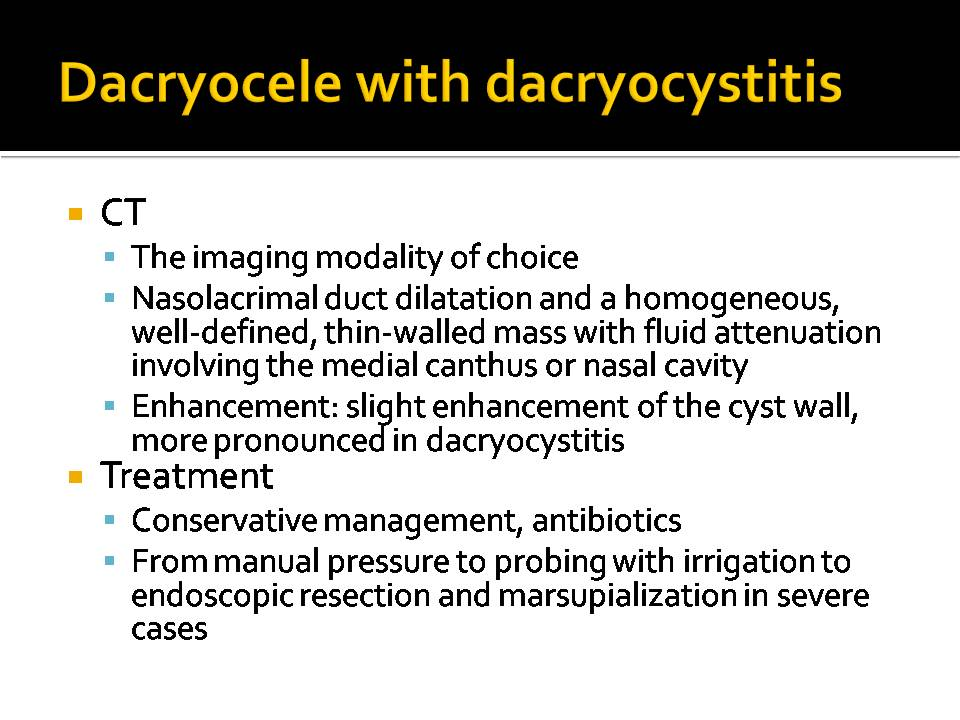 Dacryocele with dacryocystitis
CT
The imaging modality of choice
Nasolacrimal duct dilatation and a homogeneous,
well-defined, thin-walled mass with fluid attenuation
involving the medial canthus or nasal cavity
Enhancement: slight enhancement of the cyst wall,
more pronounced in dacryocystitis
Treatment
Conservative management, antibiotics
From manual pressure to probing with irrigation to
endoscopic resection and marsupialization in severe
cases